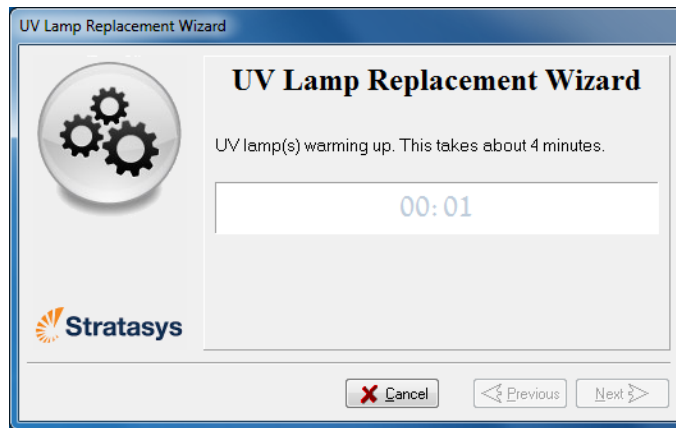 UV Lamp Replacement Wizard
UV Lamp Replacement Wizard
UV lamp(s) warming up. This takes about 4 minutes.
00:01
Stratasys
Cancel
Previous
Next